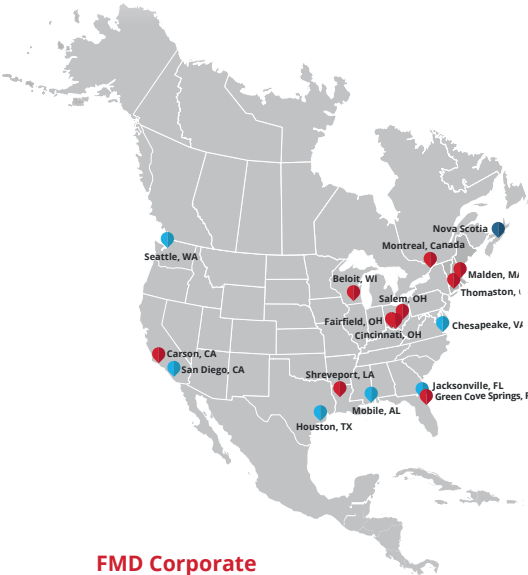 Nova Scotia
Montreal, Canada
Seattle, WA
Beloit, WI
Malden, MA
Thomaston,
Salem, OH
Fairfield, OH
Chesapeake, VA
Cincinnati, OH
Carson, CA
San Diego, CA
Shreveport, LA
Jacksonville, FL
Green Cove Springs, F
Mobile, AL
Houston, TX
FMD Corporate